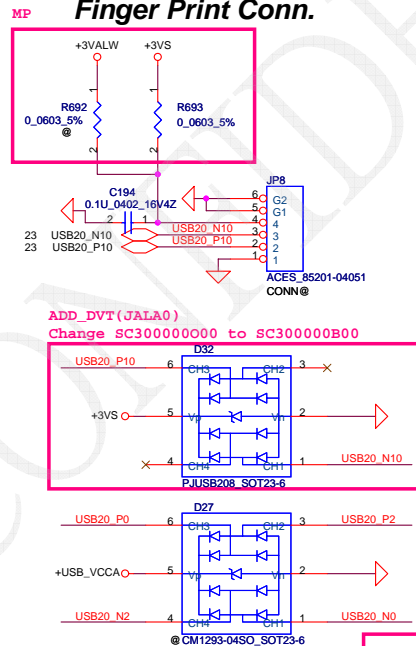 Finger Print Conn.
MP
+3VALW +3VS
1 1
R692 R693
0_0603_5% 0_0603_5%
@
2 2
C194 JP8
0.1U_0402_16V4Z
6 G2
5 G1
2 1 4 4
23 USB20_N10 USB20_N10 3 3
23 USB20_P10 USB20_P10 2 2
1 1
ACES_85201-04051
CONN@
ADD_DVT(JALA0)
Change SC300000O00 to SC300000B00
D32
USB20_P10 6 CH3 CH2 3
+3VS 5 Vp Vn 2
4 CH4 CH1 1 USB20_N10
PJUSB208_SOT23-6
D27
USB20_P0 6 CH3 CH2 3 USB20_P2
+USB_VCCA 5 Vp Vn 2
USB20_N2 4 CH4 CH1 1 USB20_N0
@ CM1293-04SO_SOT23-6